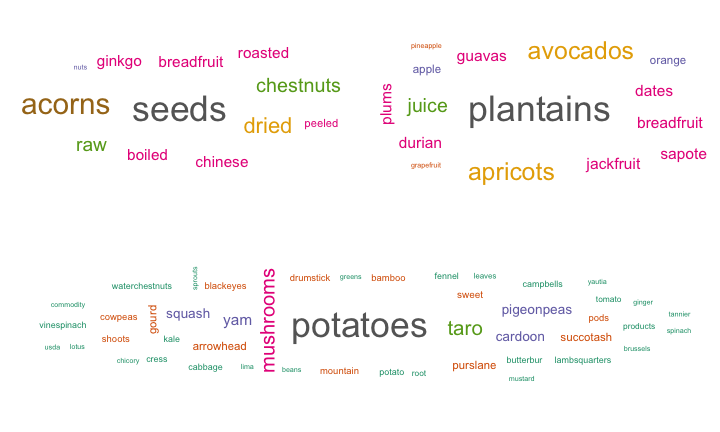 nuts
ginkgo
breadfruit
roasted
acorns
seeds
chestnuts
dried
peeled
raw
boiled
chinese
pineapple
apple
guavas
avocados
orange
plums
juice
plantains
dates
breadfruit
durian
grapefruit
apricots
jackfruit
sapote
commodity
waterchestnuts
sprouts
blackeyes
vinespinach
cowpeas
gourd
squash
yam
usda
lotus
shoots
kale
arrowhead
chicory
cress
cabbage
lima
mushrooms
drumstick
greens
bamboo
potatoes
beans
mountain
potato
root
fennel
leaves
sweet
campbells
yautia
pigeonpeas
tomato
ginger
taro
cardoon
pods
succotash
products
tannier
spinach
brussels
purslane
butterbur
lambsquarters
mustard